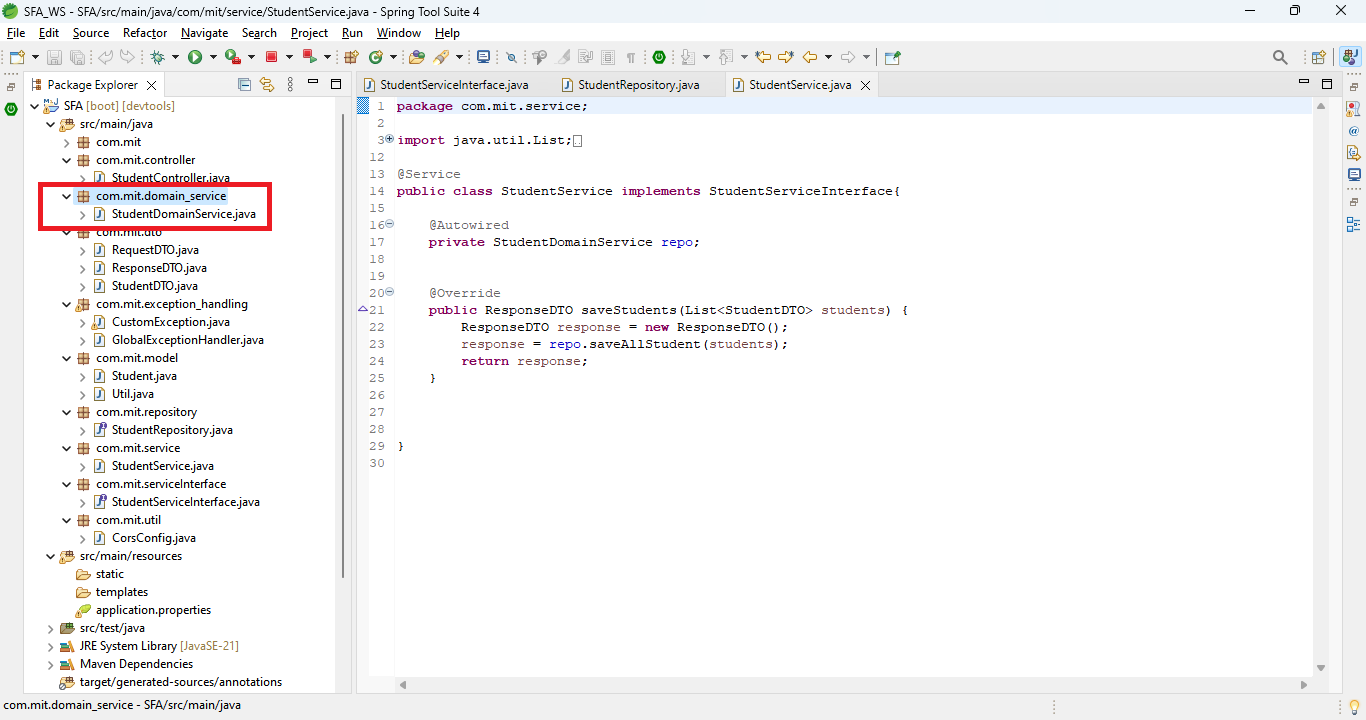 SFA_WS - SFA/src/main/java/com/mit/service/StudentService.java - Spring Tool Suite 4
File Edit Source Refactor Navigate Search Project Run Window Help
Package Explorer
SFA [boot] [devtools]
src/main/java
com.mit
com.mit.controller
StudentController.java
com.mit.domain_service
StudentDomainService.java
com.mit.dto
RequestDTO.java
ResponseDTO.java
StudentDTO.java
com.mit.exception_handling
CustomException.java
GlobalExceptionHandler.java
com.mit.model
Student.java
Util.java
com.mit.repository
StudentRepository.java
com.mit.service
StudentService.java
com.mit.serviceInterface
StudentServiceInterface.java
com.mit.util
CorsConfig.java
src/main/resources
static
templates
application.properties
src/test/java
JRE System Library [JavaSE-21]
Maven Dependencies
target/generated-sources/annotations
StudentServiceInterface.java StudentRepository.java StudentService.java
1 package com.mit.service;
2
3 import java.util.List;
12
13 @Service
14 public class StudentService implements StudentServiceInterface{
15
16 @Autowired
17 private StudentDomainService repo;
18
19
20 @Override
21 public ResponseDTO saveStudents(List<StudentDTO> students) {
22 ResponseDTO response = new ResponseDTO();
23 response = repo.saveAllStudent(students);
24 return response;
25 }
26
27
28
29 }
30
com.mit.domain_service - SFA/src/main/java